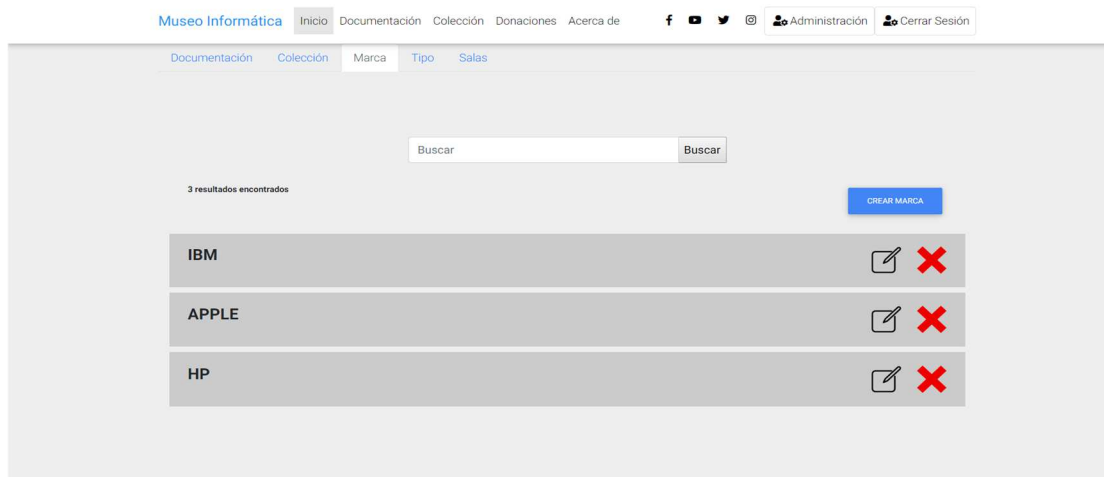 Museo Informática Inicio Documentación Colección Donaciones Acerca de Administración Cerrar Sesión
Documentación Colección Marca Tipo Salas
Buscar Buscar
3 resultados encontrados
CREAR MARCA
IBM
APPLE
HP